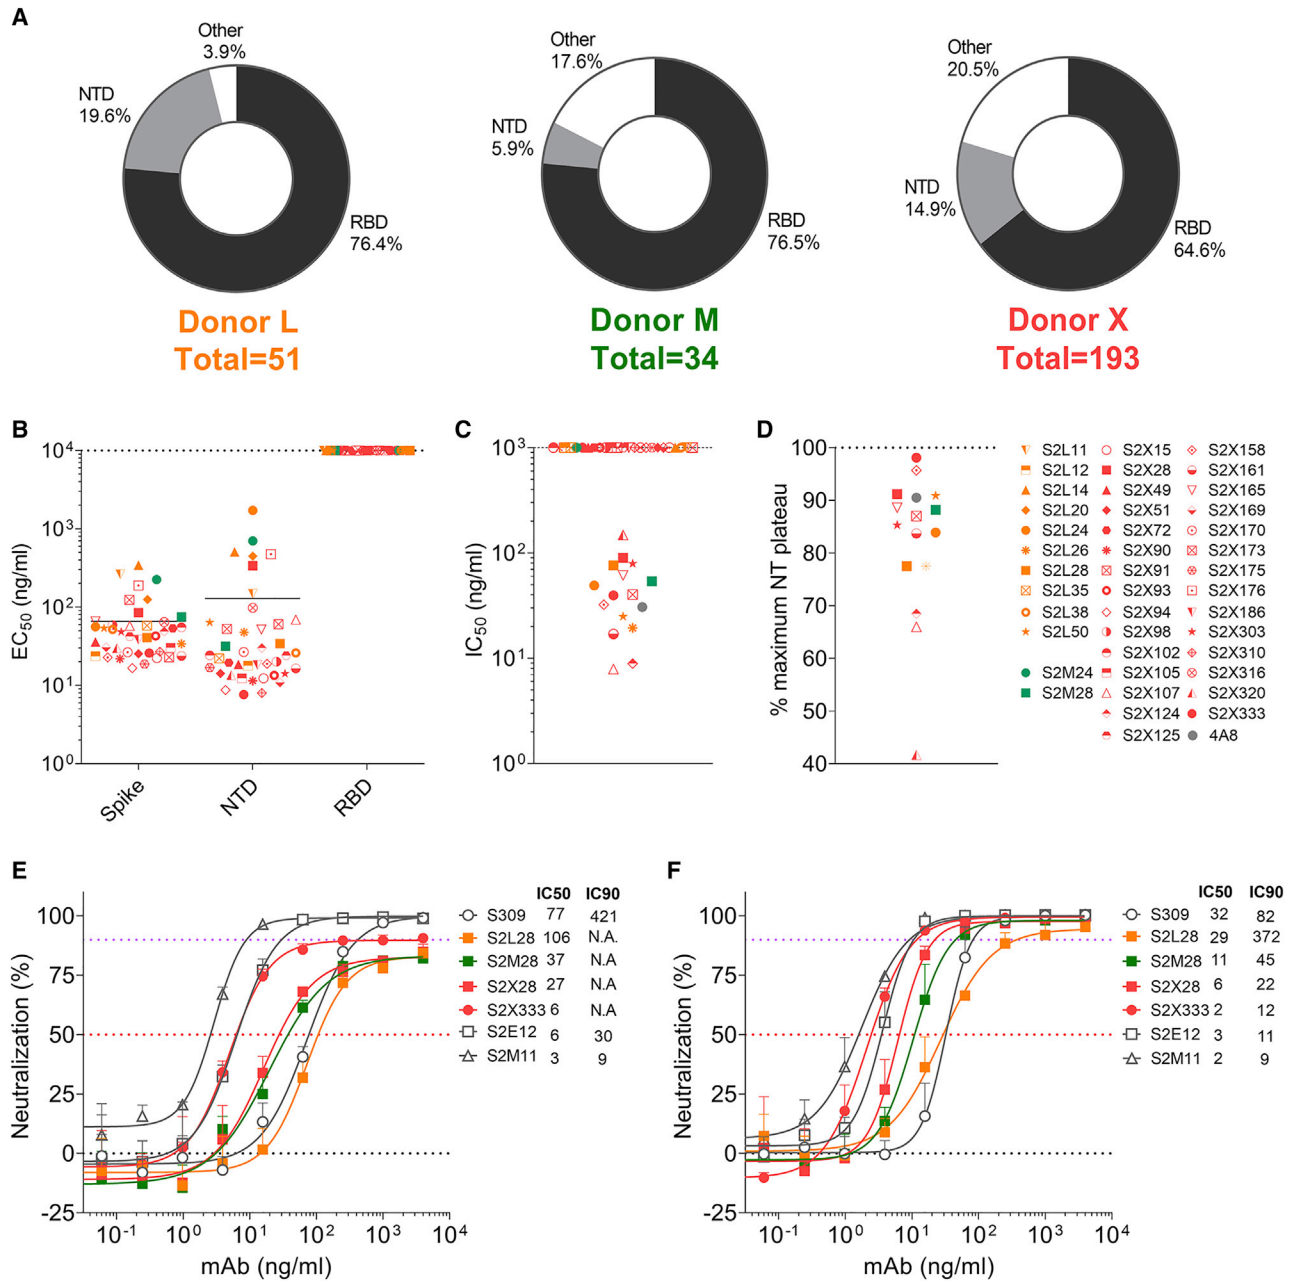 A
Other
3.9%
NTD
19.6%
RBD
76.4%
Donor L
Total=51
Other
17.6%
NTD
5.9%
RBD
76.5%
Donor M
Total=34
Other
20.5%
NTD
14.9%
RBD
64.6%
Donor X
Total=193
B
EC50 (ng/ml)
10^4
10^3
10^2
10^1
10^0
Spike
NTD
RBD
C
IC50 (ng/ml)
10^3
10^2
10^1
10^0
D
% maximum NT plateau
100
90
80
70
60
50
40
S2L11
S2L12
S2L14
S2L20
S2L24
S2L26
S2L28
S2L35
S2L38
S2L50
S2M24
S2M28
S2X15
S2X28
S2X49
S2X51
S2X72
S2X90
S2X91
S2X93
S2X94
S2X98
S2X102
S2X105
S2X107
S2X124
S2X125
S2X158
S2X161
S2X165
S2X169
S2X170
S2X173
S2X175
S2X176
S2X186
S2X303
S2X310
S2X316
S2X320
S2X333
4A8
E
Neutralization (%)
100
75
50
25
0
-25
10^-1
10^0
10^1
10^2
10^3
10^4
mAb (ng/ml)
IC50 IC90
S309 77 421
S2L28 106 N.A.
S2M28 37 N.A
S2X28 27 N.A
S2X333 6 N.A
S2E12 6 30
S2M11 3 9
F
Neutralization (%)
100
75
50
25
0
-25
10^-1
10^0
10^1
10^2
10^3
10^4
mAb (ng/ml)
IC50 IC90
S309 32 82
S2L28 29 372
S2M28 11 45
S2X28 6 22
S2X333 2 12
S2E12 3 11
S2M11 2 9